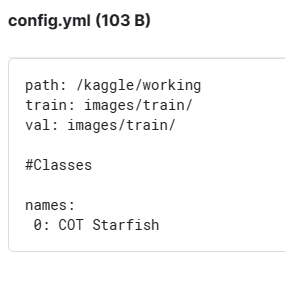 config.yml (103 B)
path: /kaggle/working
train: images/train/
val: images/train/
#Classes
names:
 0: COT Starfish